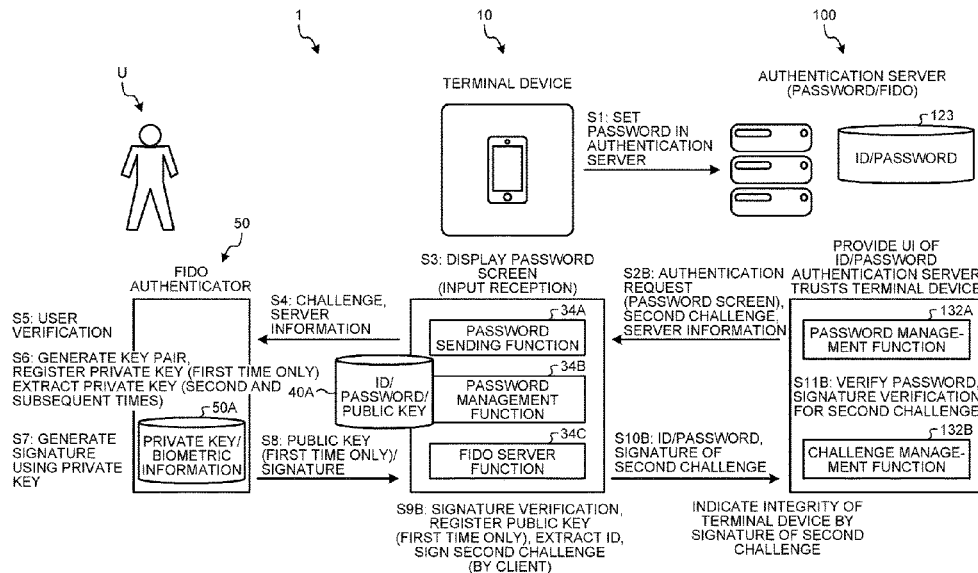 1
10
100
U
TERMINAL DEVICE
AUTHENTICATION SERVER
(PASSWORD/FIDO)
S1: SET
PASSWORD IN
AUTHENTICATION
SERVER
123
ID/PASSWORD
50
FIDO
AUTHENTICATOR
S3: DISPLAY PASSWORD
SCREEN
(INPUT RECEPTION)
PROVIDE UI OF
ID/PASSWORD
AUTHENTICATION SERVER
TRUSTS TERMINAL DEVICE
S2B: AUTHENTICATION
REQUEST
(PASSWORD SCREEN),
SECOND CHALLENGE,
SERVER INFORMATION
S4: CHALLENGE,
SERVER
INFORMATION
S5: USER
VERIFICATION
S6: GENERATE KEY PAIR,
REGISTER PRIVATE KEY (FIRST TIME ONLY)
EXTRACT PRIVATE KEY (SECOND AND
SUBSEQUENT TIMES)
34A
PASSWORD
SENDING FUNCTION
132A
PASSWORD MANAGE-
MENT FUNCTION
40A
ID/
PASSWORD/
PUBLIC KEY
34B
PASSWORD
MANAGEMENT
FUNCTION
S11B: VERIFY PASSWORD,
SIGNATURE VERIFICATION
FOR SECOND CHALLENGE
50A
PRIVATE KEY/
BIOMETRIC
INFORMATION
S7: GENERATE
SIGNATURE
USING PRIVATE
KEY
S8: PUBLIC KEY
(FIRST TIME ONLY)/
SIGNATURE
34C
FIDO SERVER
FUNCTION
S10B: ID/PASSWORD,
SIGNATURE OF
SECOND CHALLENGE
132B
CHALLENGE MANAGE-
MENT FUNCTION
S9B: SIGNATURE VERIFICATION,
REGISTER PUBLIC KEY
(FIRST TIME ONLY), EXTRACT ID,
SIGN SECOND CHALLENGE
(BY CLIENT)
INDICATE INTEGRITY OF
TERMINAL DEVICE BY
SIGNATURE OF SECOND
CHALLENGE